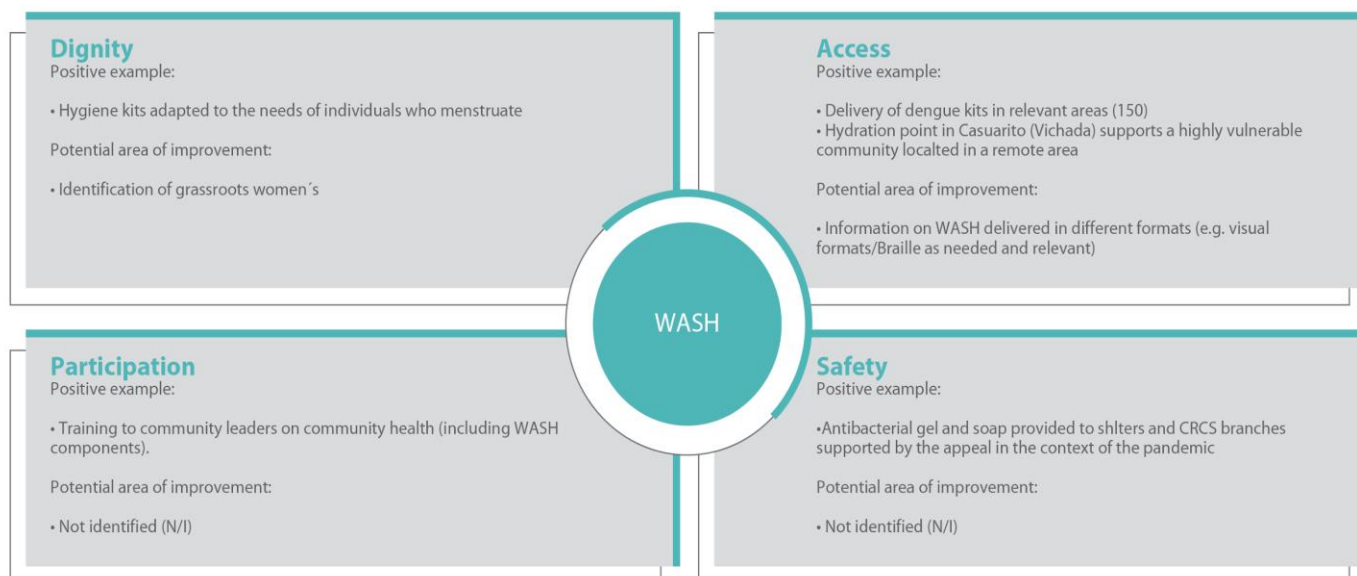 Dignity
Positive example:
• Hygiene kits adapted to the needs of individuals who menstruate
Potential area of improvement:
• Identification of grassroots women´s
Access
Positive example:
• Delivery of dengue kits in relevant areas (150)
• Hydration point in Casuarito (Vichada) supports a highly vulnerable
community localted in a remote area
Potential area of improvement:
• Information on WASH delivered in different formats (e.g. visual
formats/Braille as needed and relevant)
WASH
Participation
Positive example:
• Training to community leaders on community health (including WASH
components).
Potential area of improvement:
• Not identified (N/I)
Safety
Positive example:
•Antibacterial gel and soap provided to shlters and CRCS branches
supported by the appeal in the context of the pandemic
Potential area of improvement:
• Not identified (N/I)